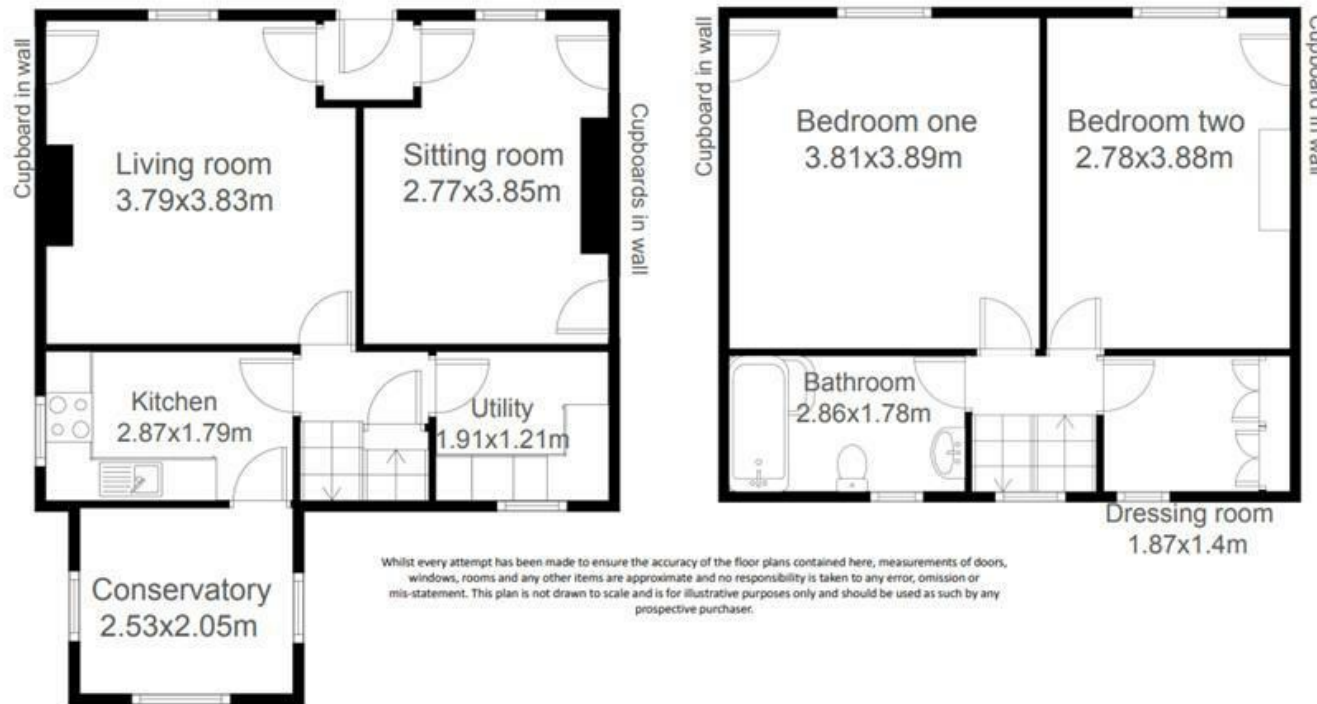 Cupboard in wall
Living room
3.79x3.83m
Sitting room
2.77x3.85m
Cupboards in wall
Kitchen
2.87x1.79m
Utility
1.91x1.21m
Conservatory
2.53x2.05m
Cupboard in wall
Bedroom one
3.81x3.89m
Bedroom two
2.78x3.88m
Cupboard in wall
Bathroom
2.86x1.78m
Dressing room
1.87x1.4m
Whilst every attempt has been made to ensure the accuracy of the floor plans contained here, measurements of doors,
windows, rooms and any other items are approximate and no responsibility is taken to any error, omission or
mis-statement. This plan is not drawn to scale and is for illustrative purposes only and should be used as such by any
prospective purchaser.